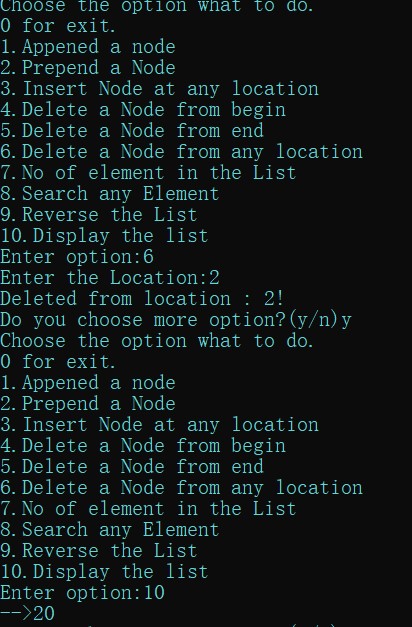 Choose the option what to do.
0 for exit.
1. Appened a node
2. Prepend a Node
3. Insert Node at any location
4. Delete a Node from begin
5. Delete a Node from end
6. Delete a Node from any location
7. No of element in the List
8. Search any Element
9. Reverse the List
10. Display the list
Enter option:6
Enter the Location:2
Deleted from location : 2!
Do you choose more option?(y/n)y
Choose the option what to do.
0 for exit.
1. Appened a node
2. Prepend a Node
3. Insert Node at any location
4. Delete a Node from begin
5. Delete a Node from end
6. Delete a Node from any location
7. No of element in the List
8. Search any Element
9. Reverse the List
10. Display the list
Enter option:10
-->20